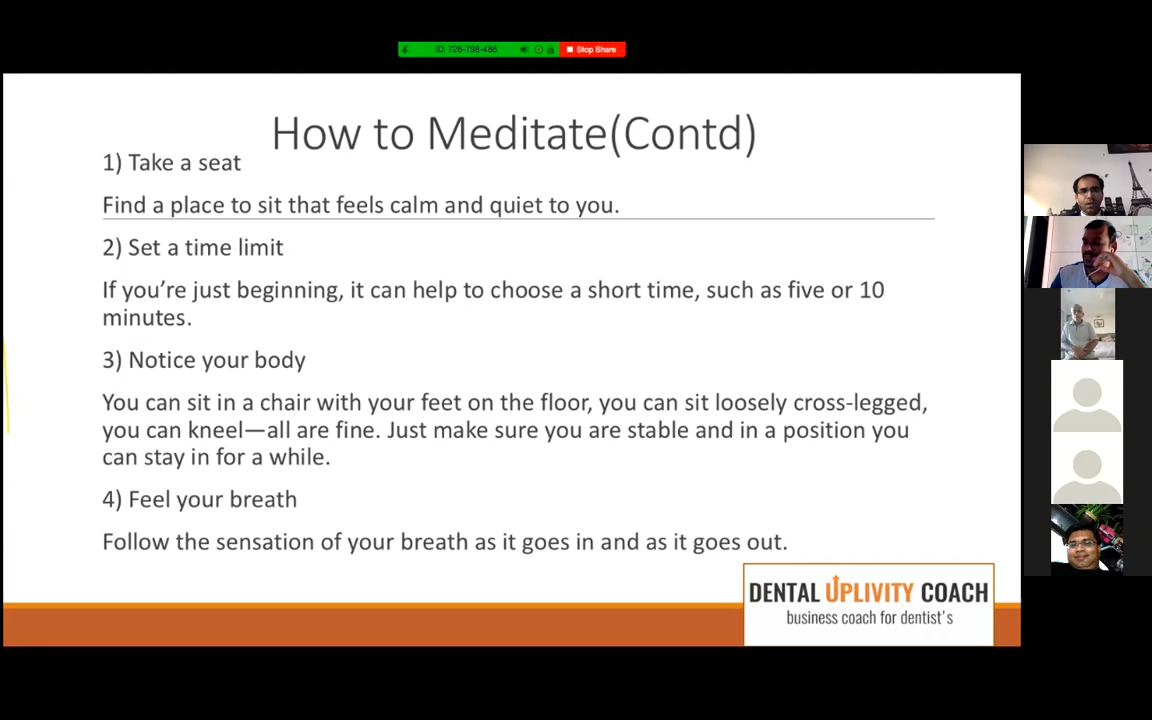 ID: 726-798-486
Stop Share
How to Meditate(Contd)
1) Take a seat
Find a place to sit that feels calm and quiet to you.
2) Set a time limit
If you’re just beginning, it can help to choose a short time, such as five or 10
minutes.
3) Notice your body
You can sit in a chair with your feet on the floor, you can sit loosely cross-legged,
you can kneel—all are fine. Just make sure you are stable and in a position you
can stay in for a while.
4) Feel your breath
Follow the sensation of your breath as it goes in and as it goes out.
DENTAL UPLIVITY COACH
business coach for dentist's